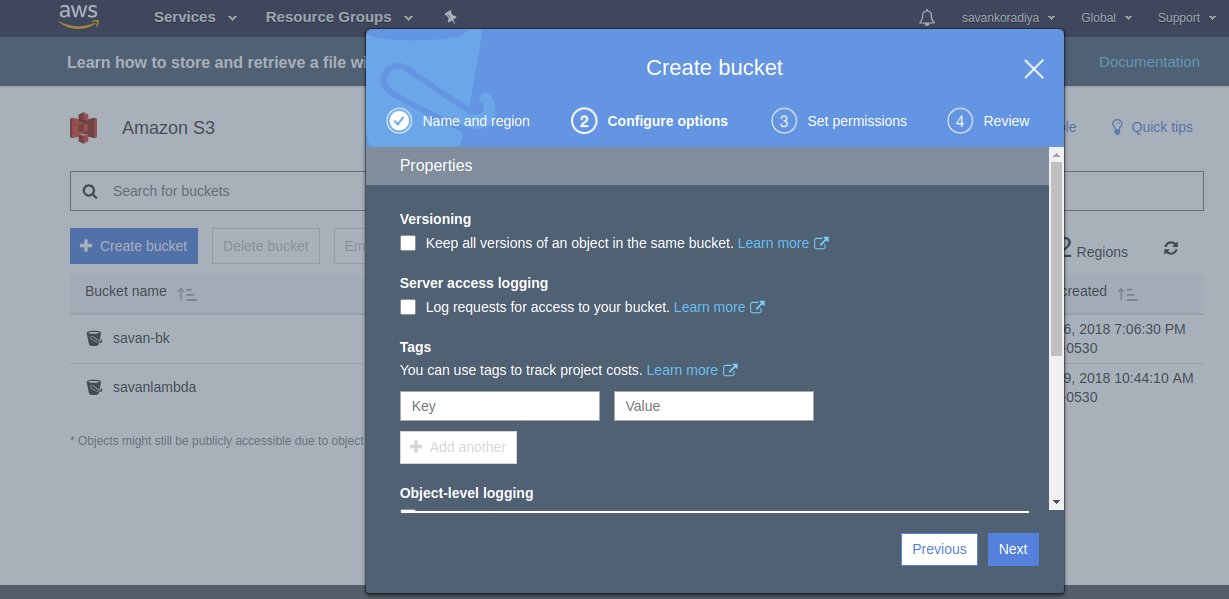 aws Services Resource Groups savankoradiya Global Support
Learn how to store and retrieve a file wi
Documentation
Create bucket
Name and region 2 Configure options 3 Set permissions 4 Review
Amazon S3
Quick tips
Properties
Search for buckets
Versioning
Keep all versions of an object in the same bucket. Learn more
Create bucket Delete bucket Em
2 Regions
Server access logging
Log requests for access to your bucket. Learn more
Bucket name
created
savan-bk
6, 2018 7:06:30 PM
-0530
Tags
You can use tags to track project costs. Learn more
savanlambda
9, 2018 10:44:10 AM
-0530
Key Value
Add another
* Objects might still be publicly accessible due to object
Object-level logging
Previous Next